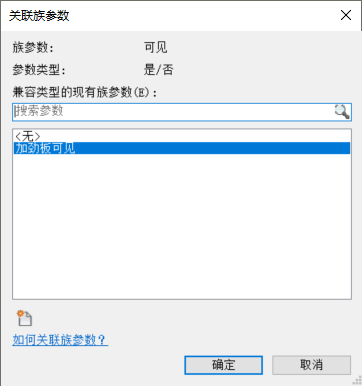 关联族参数
族参数： 可见
参数类型： 是/否
兼容类型的现有族参数(E)：
搜索参数
<无>
加劲板可见
如何关联族参数？
确定 取消